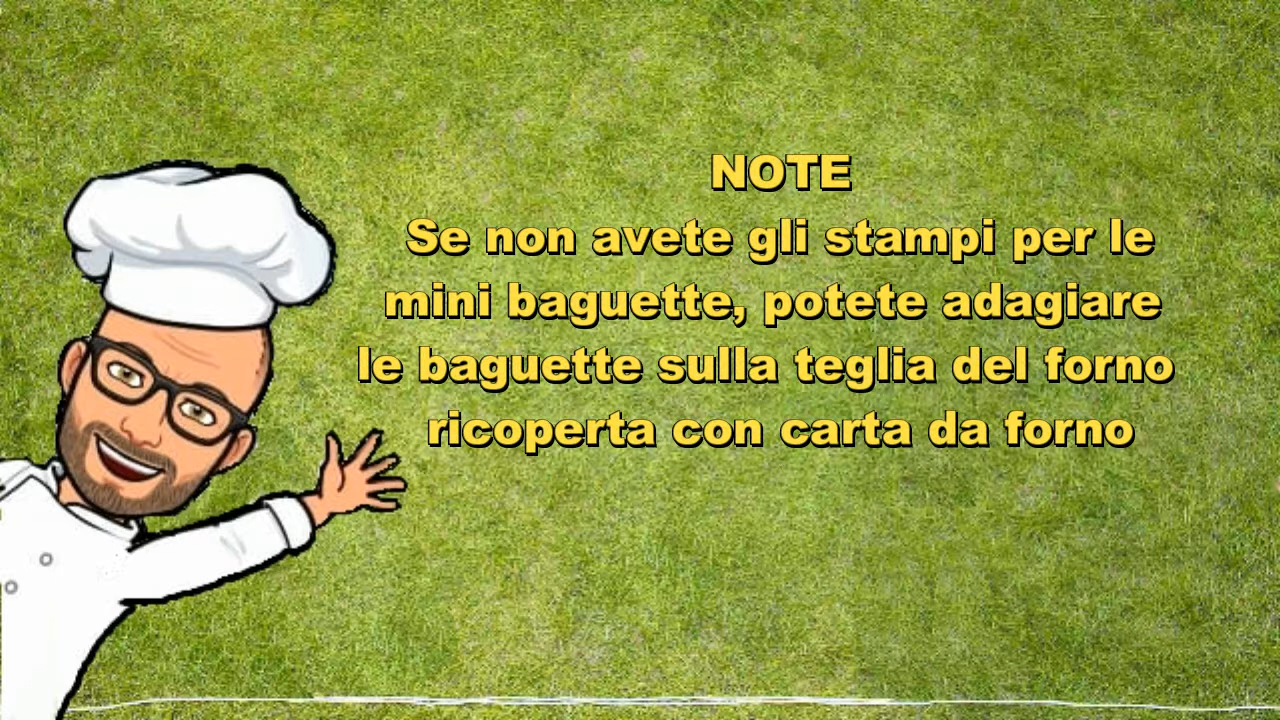 NOTE
Se non avete gli stampi per le
mini baguette, potete adagiare
le baguette sulla teglia del forno
ricoperta con carta da forno